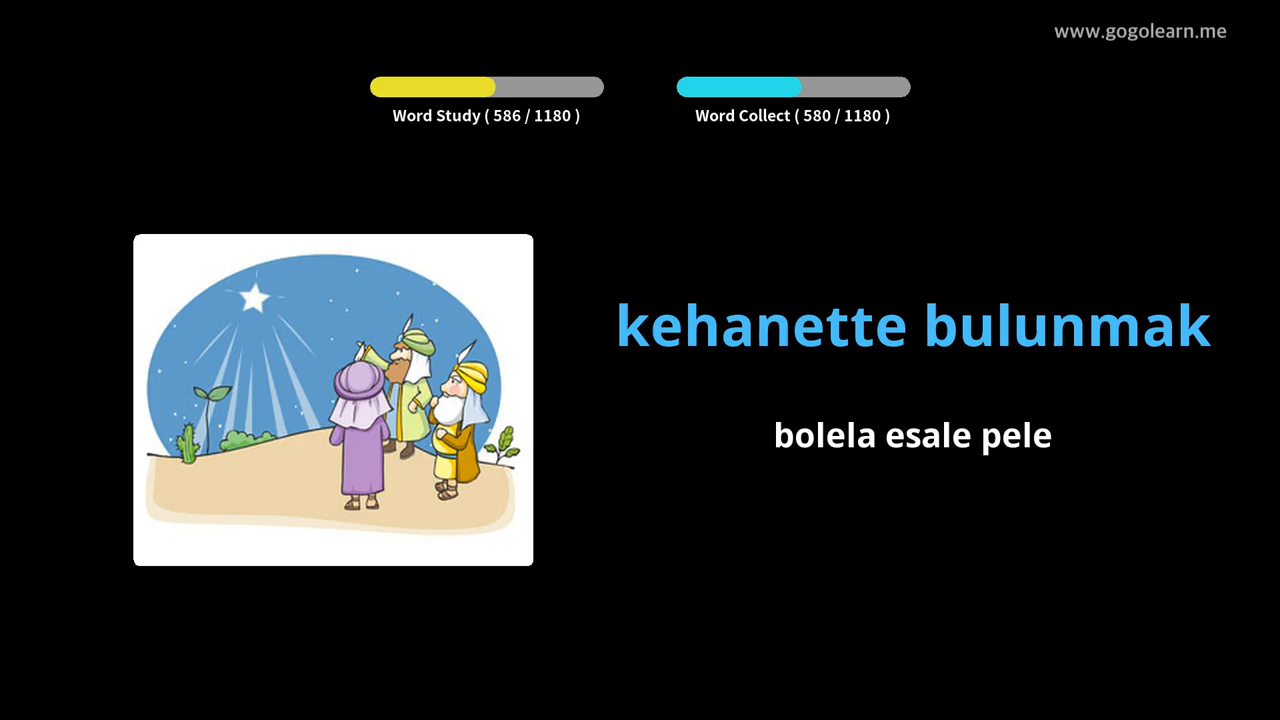 www.gogolearn.me
Word Study ( 586 / 1180 )
Word Collect ( 580 / 1180 )
kehanette bulunmak
bolela esale pele